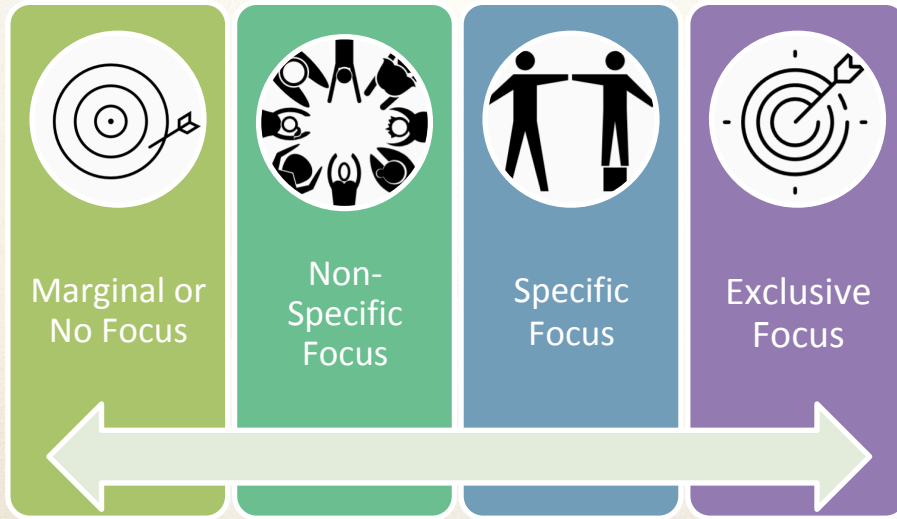 Marginal or
No Focus
Non-
Specific
Focus
Specific
Focus
Exclusive
Focus